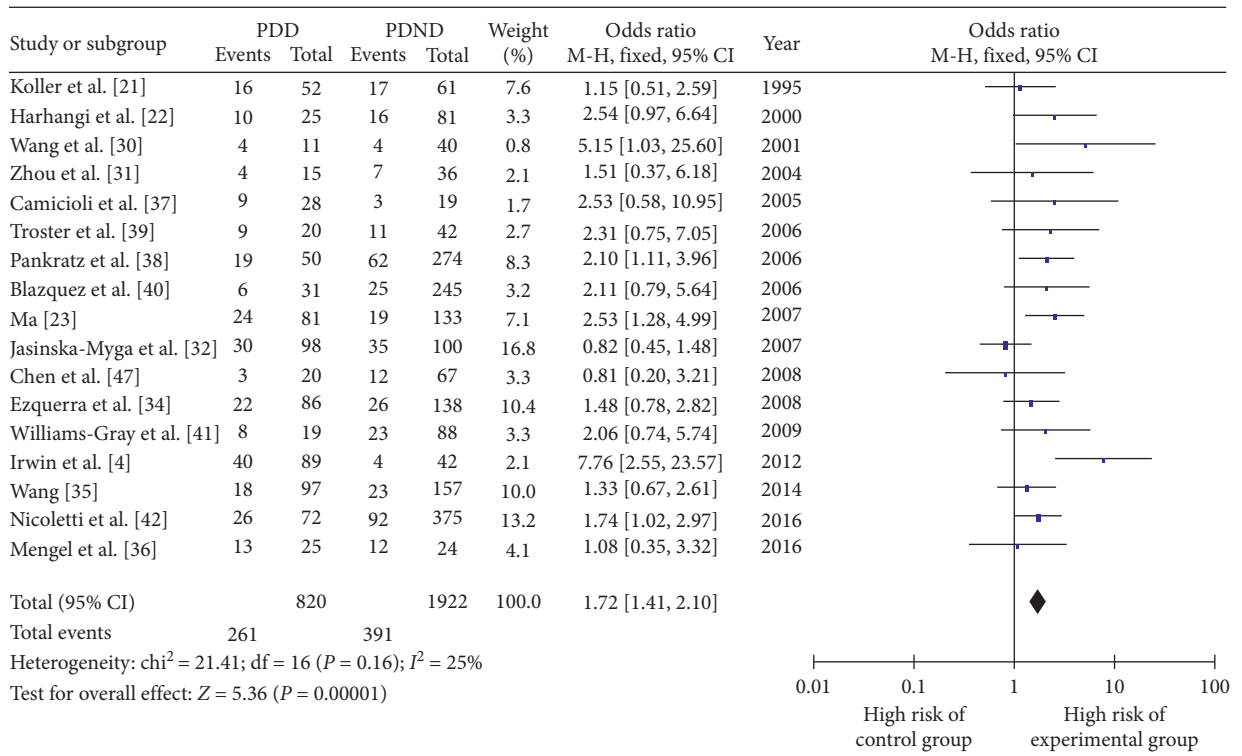 Study or subgroup PDD PDND Weight Odds ratio Year Odds ratio
Events Total Events Total (%) M-H, fixed, 95% CI M-H, fixed, 95% CI
Koller et al. [21] 16 52 17 61 7.6 1.15 [0.51, 2.59] 1995
Harhangi et al. [22] 10 25 16 81 3.3 2.54 [0.97, 6.64] 2000
Wang et al. [30] 4 11 4 40 0.8 5.15 [1.03, 25.60] 2001
Zhou et al. [31] 4 15 7 36 2.1 1.51 [0.37, 6.18] 2004
Camicioli et al. [37] 9 28 3 19 1.7 2.53 [0.58, 10.95] 2005
Troster et al. [39] 9 20 11 42 2.7 2.31 [0.75, 7.05] 2006
Pankratz et al. [38] 19 50 62 274 8.3 2.10 [1.11, 3.96] 2006
Blazquez et al. [40] 6 31 25 245 3.2 2.11 [0.79, 5.64] 2006
Ma [23] 24 81 19 133 7.1 2.53 [1.28, 4.99] 2007
Jasinska-Myga et al. [32] 30 98 35 100 16.8 0.82 [0.45, 1.48] 2007
Chen et al. [47] 3 20 12 67 3.3 0.81 [0.20, 3.21] 2008
Ezquerra et al. [34] 22 86 26 138 10.4 1.48 [0.78, 2.82] 2008
Williams-Gray et al. [41] 8 19 23 88 3.3 2.06 [0.74, 5.74] 2009
Irwin et al. [4] 40 89 4 42 2.1 7.76 [2.55, 23.57] 2012
Wang [35] 18 97 23 157 10.0 1.33 [0.67, 2.61] 2014
Nicoletti et al. [42] 26 72 92 375 13.2 1.74 [1.02, 2.97] 2016
Mengel et al. [36] 13 25 12 24 4.1 1.08 [0.35, 3.32] 2016
Total (95% CI) 820 1922 100.0 1.72 [1.41, 2.10]
Total events 261 391
Heterogeneity: chi² = 21.41; df = 16 (P = 0.16); I² = 25%
Test for overall effect: Z = 5.36 (P = 0.00001)
0.01 0.1 1 10 100
High risk of High risk of
control group experimental group